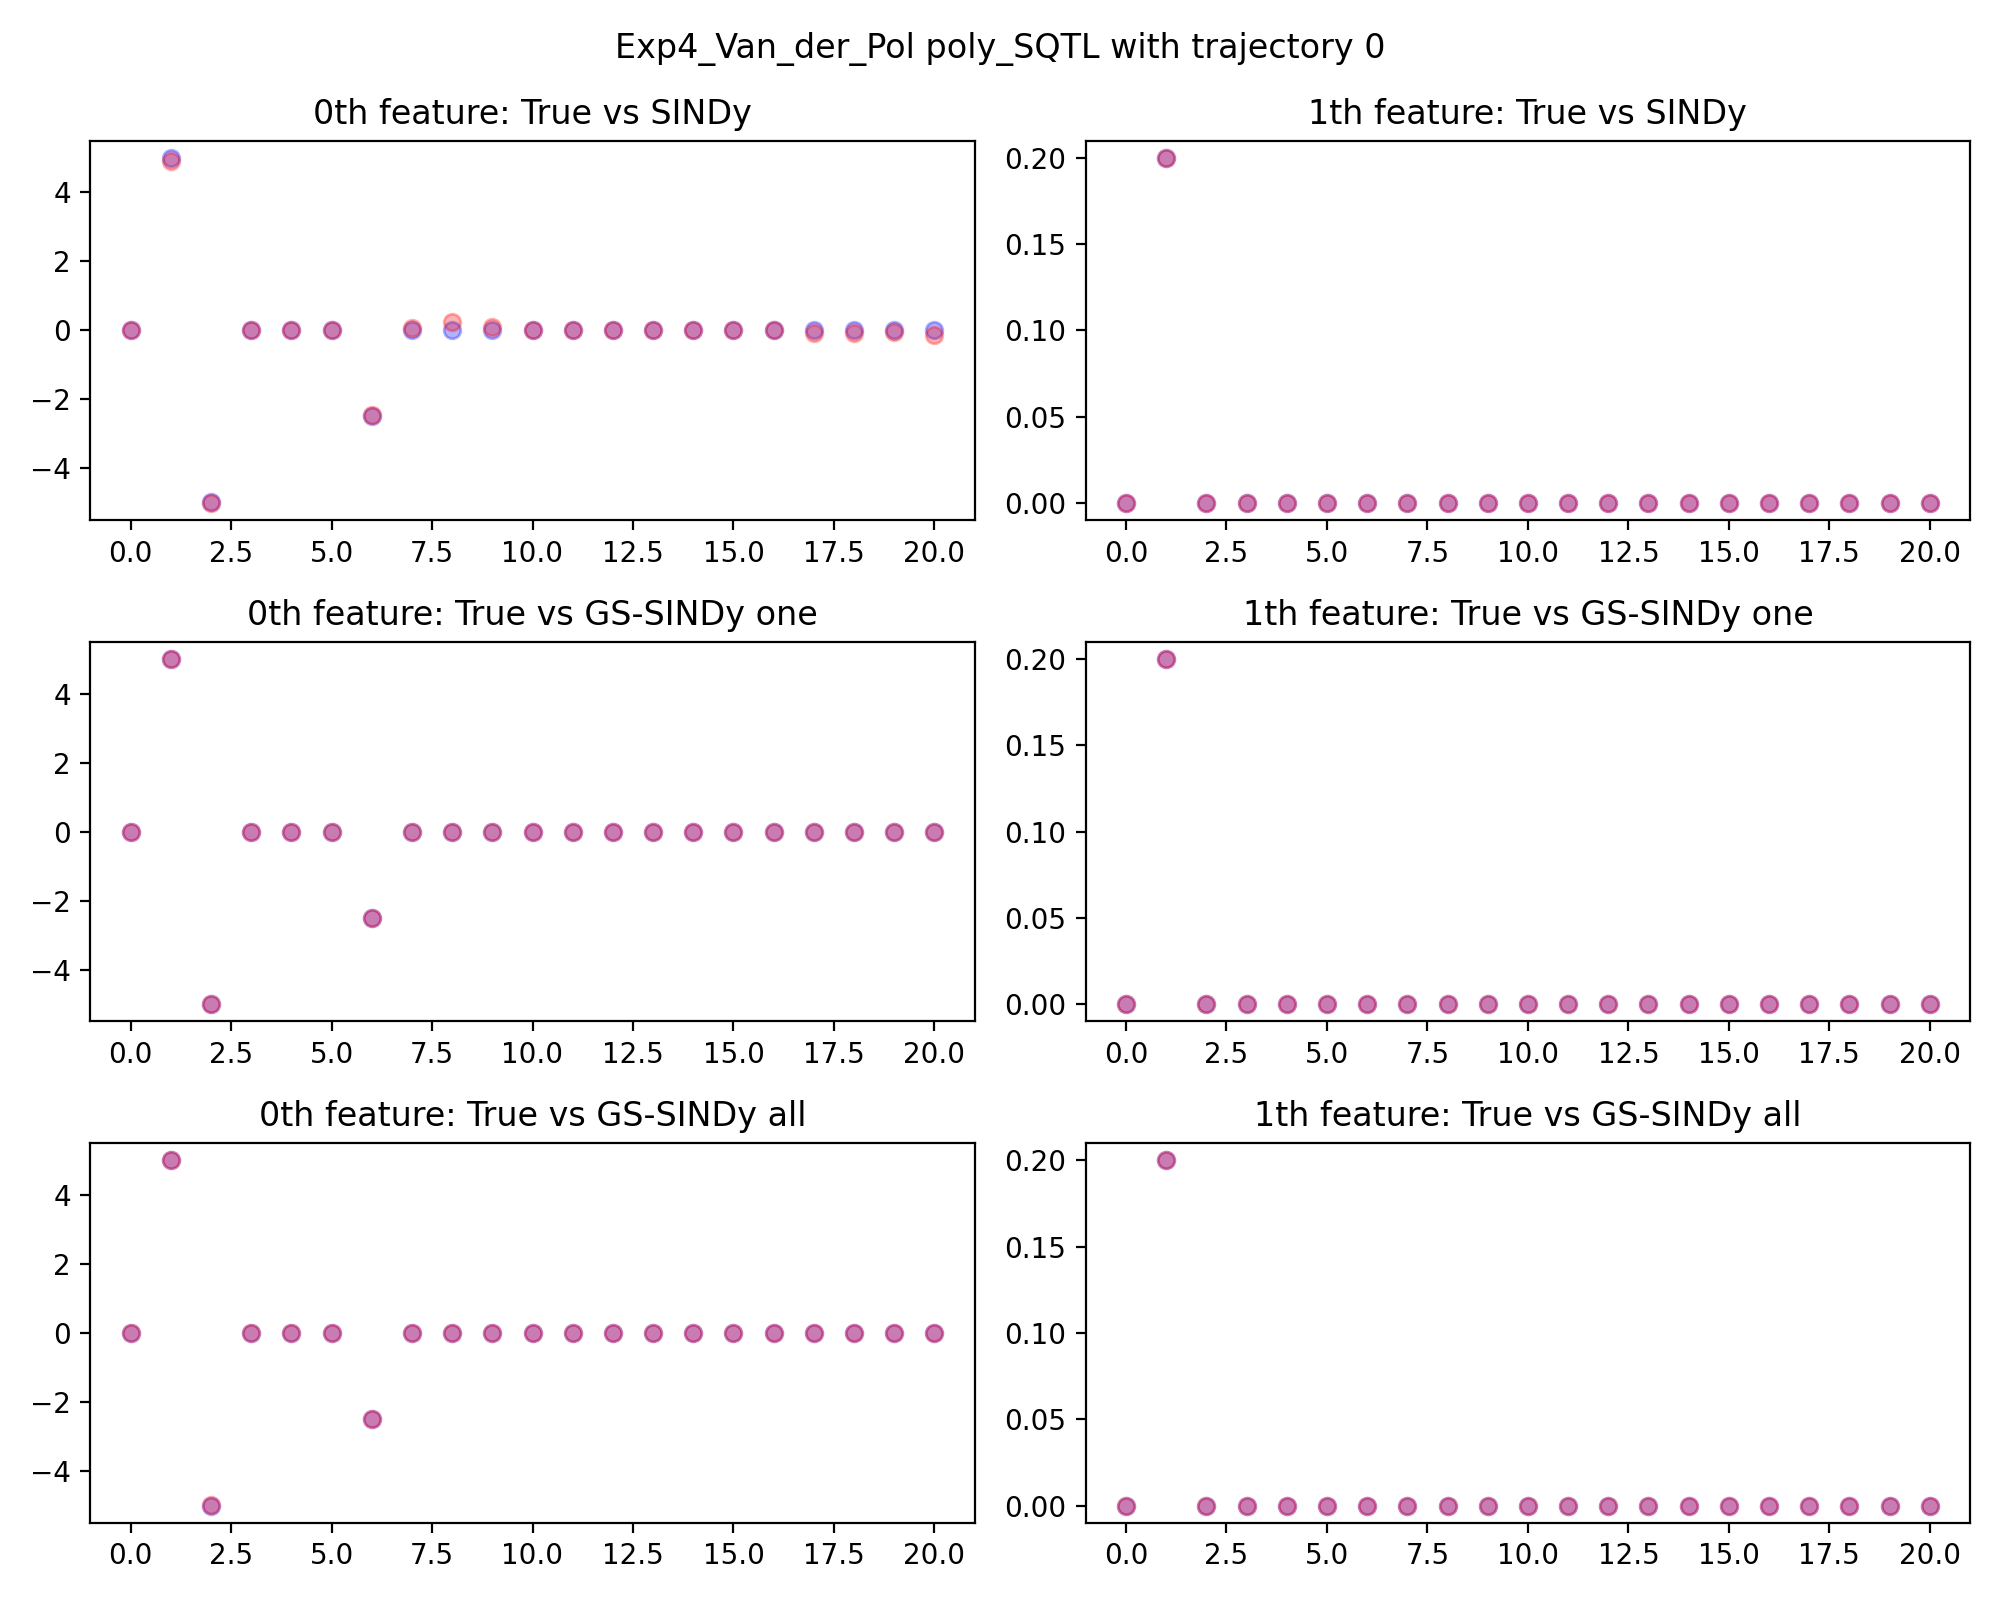 Exp4_Van_der_Pol poly_SQTL with trajectory 0
0th feature: True vs SINDy
4
2
0
−2
−4
0.0 2.5 5.0 7.5 10.0 12.5 15.0 17.5 20.0
1th feature: True vs SINDy
0.20
0.15
0.10
0.05
0.00
0.0 2.5 5.0 7.5 10.0 12.5 15.0 17.5 20.0
0th feature: True vs GS-SINDy one
4
2
0
−2
−4
0.0 2.5 5.0 7.5 10.0 12.5 15.0 17.5 20.0
1th feature: True vs GS-SINDy one
0.20
0.15
0.10
0.05
0.00
0.0 2.5 5.0 7.5 10.0 12.5 15.0 17.5 20.0
0th feature: True vs GS-SINDy all
4
2
0
−2
−4
0.0 2.5 5.0 7.5 10.0 12.5 15.0 17.5 20.0
1th feature: True vs GS-SINDy all
0.20
0.15
0.10
0.05
0.00
0.0 2.5 5.0 7.5 10.0 12.5 15.0 17.5 20.0